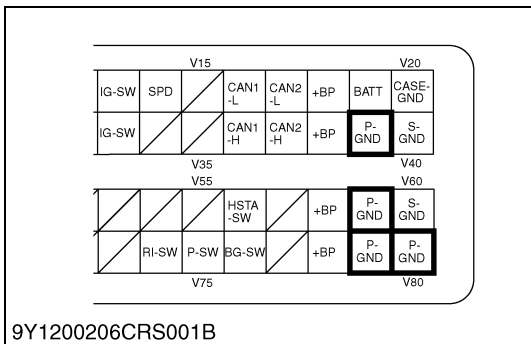 V15 V20
IG-SW SPD CAN1 -L CAN2 -L +BP BATT CASE- GND
IG-SW CAN1 -H CAN2 -H +BP P- GND S- GND
V35 V40
V55 V60
HSTA -SW +BP P- GND S- GND
RI-SW P-SW BG-SW +BP P- GND P- GND
V75 V80
9Y1200206CRS001B